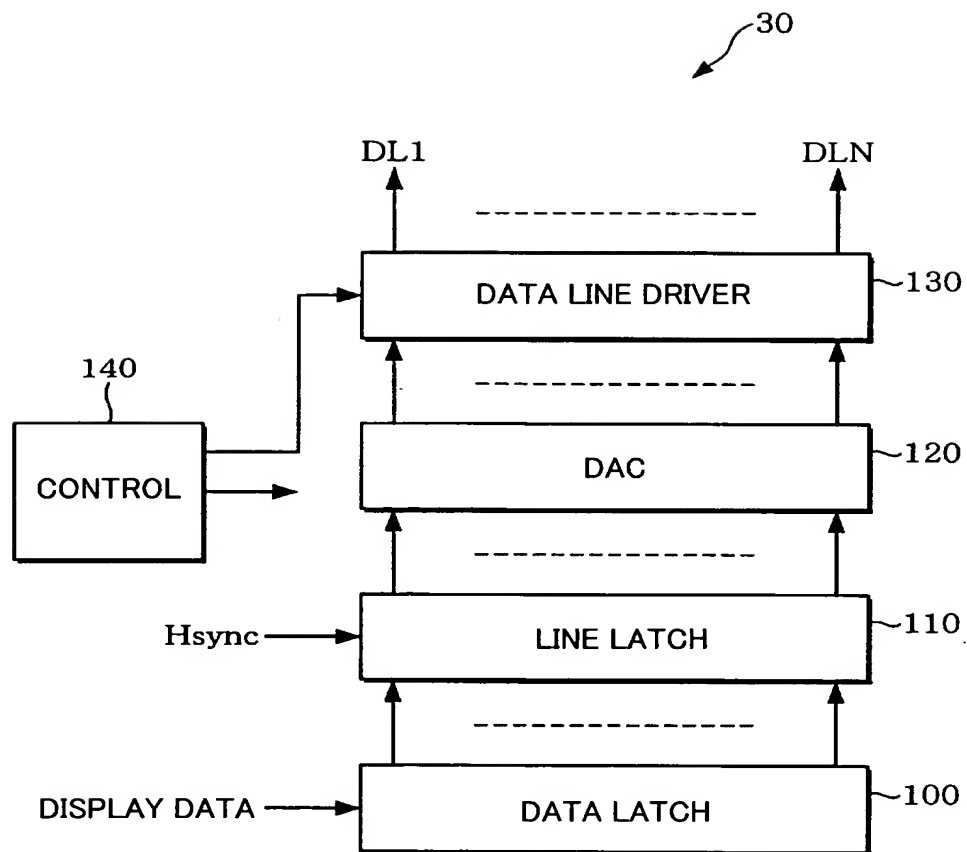 30
DL1 DLN
DATA LINE DRIVER 130
140
DAC 120
CONTROL
Hsync LINE LATCH 110
DISPLAY DATA DATA LATCH 100